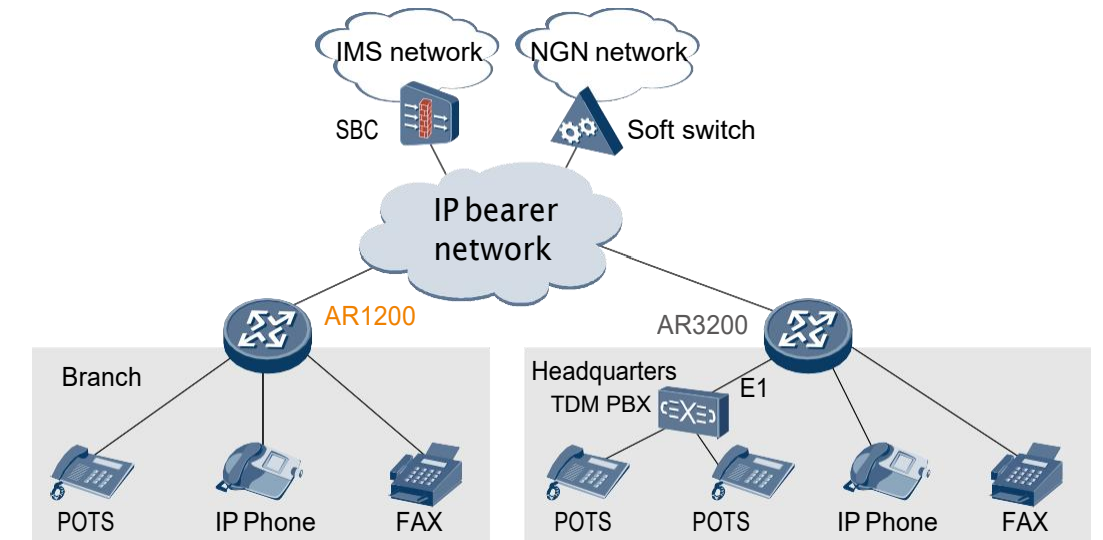 IMS network
NGN network
SBC
Soft switch
IP bearer
network
AR1200
AR3200
Branch
Headquarters
TDM PBX
E1
POTS
IP Phone
FAX
POTS
POTS
IP Phone
FAX